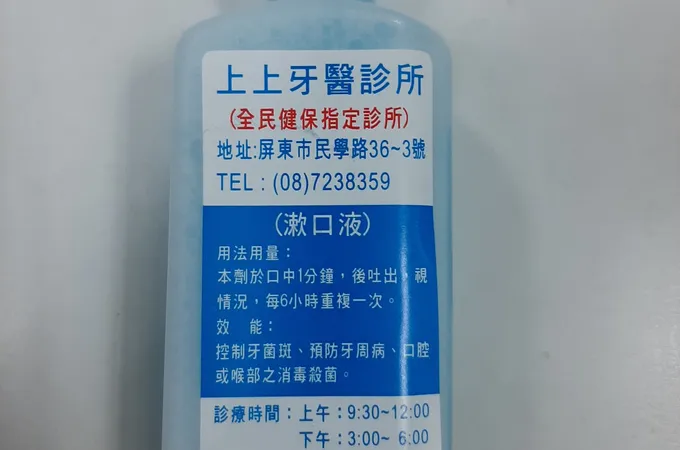 上上牙醫診所
(全民健保指定診所)
地址:屏東市民學路36~3號
TEL : (08)7238359
(漱口液)
用法用量：
本劑於口中1分鐘，後吐出，視
情況，每6小時重複一次。
效 能：
控制牙菌斑、預防牙周病、口腔
或喉部之消毒殺菌。
診療時間：上午：9:30~12:00
下午：3:00~ 6:00